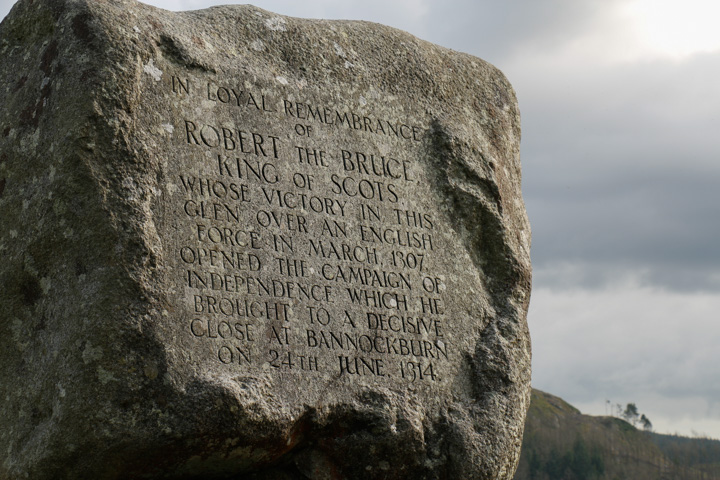 IN LOYAL REMEMBRANCE
OF
ROBERT THE BRUCE
KING OF SCOTS
WHOSE VICTORY IN THIS
GLEN OVER AN ENGLISH
FORCE IN MARCH, 1307,
OPENED THE CAMPAIGN OF
INDEPENDENCE WHICH HE
BROUGHT TO A DECISIVE
CLOSE AT BANNOCKBURN
ON 24TH JUNE, 1314.